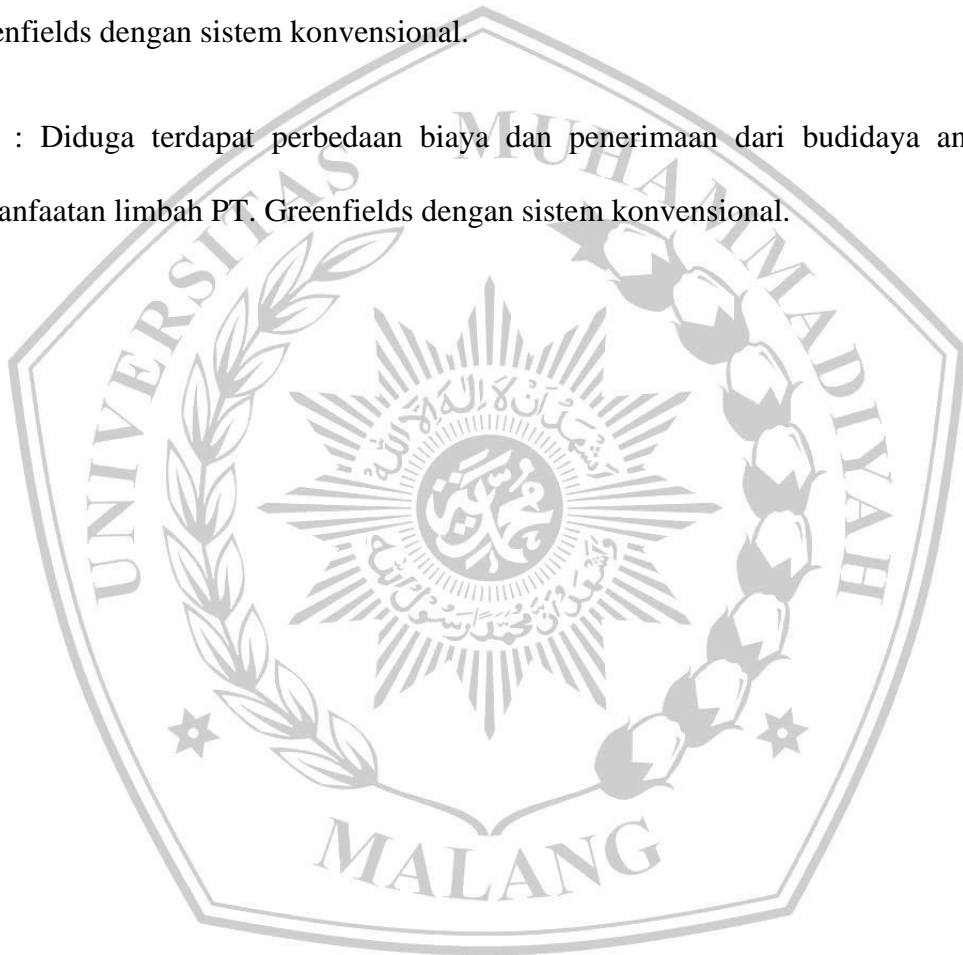 enfields dengan sistem konvensional.
: Diduga terdapat perbedaan biaya dan penerimaan dari budidaya an
anfaatan limbah PT. Greenfields dengan sistem konvensional.
UNIVERSITAS MUHAMMADIYAH
MALANG